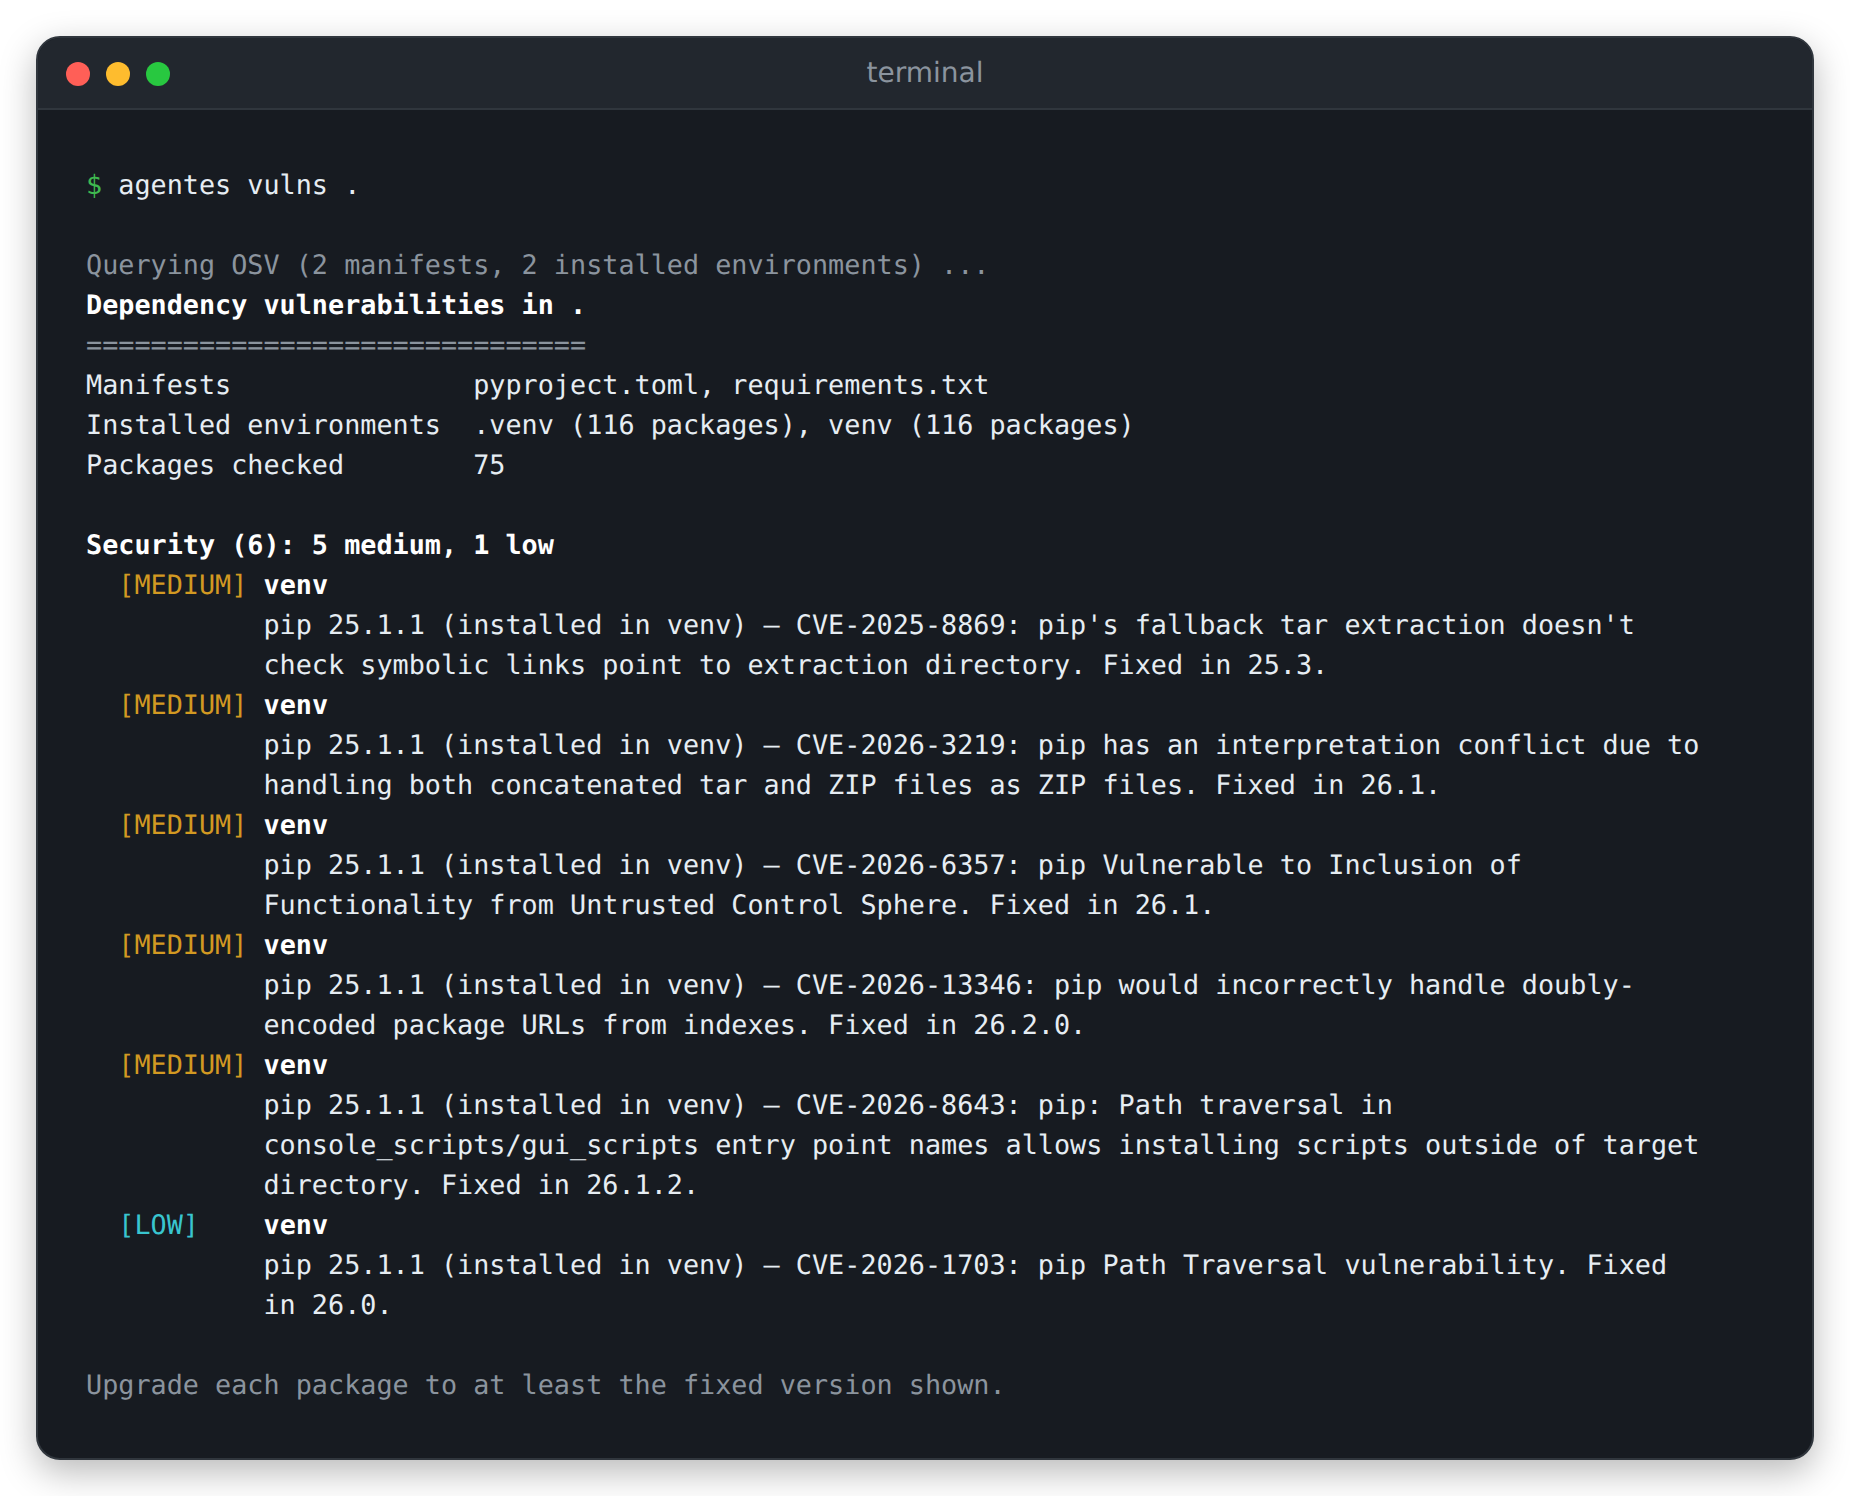 terminal
$ agentes vulns .
Querying OSV (2 manifests, 2 installed environments) ...
Dependency vulnerabilities in .
===============================
Manifests               pyproject.toml, requirements.txt
Installed environments  .venv (116 packages), venv (116 packages)
Packages checked        75
Security (6): 5 medium, 1 low
  [MEDIUM] venv
           pip 25.1.1 (installed in venv) — CVE-2025-8869: pip's fallback tar extraction doesn't
           check symbolic links point to extraction directory. Fixed in 25.3.
  [MEDIUM] venv
           pip 25.1.1 (installed in venv) — CVE-2026-3219: pip has an interpretation conflict due to
           handling both concatenated tar and ZIP files as ZIP files. Fixed in 26.1.
  [MEDIUM] venv
           pip 25.1.1 (installed in venv) — CVE-2026-6357: pip Vulnerable to Inclusion of
           Functionality from Untrusted Control Sphere. Fixed in 26.1.
  [MEDIUM] venv
           pip 25.1.1 (installed in venv) — CVE-2026-13346: pip would incorrectly handle doubly-
           encoded package URLs from indexes. Fixed in 26.2.0.
  [MEDIUM] venv
           pip 25.1.1 (installed in venv) — CVE-2026-8643: pip: Path traversal in
           console_scripts/gui_scripts entry point names allows installing scripts outside of target
           directory. Fixed in 26.1.2.
  [LOW]    venv
           pip 25.1.1 (installed in venv) — CVE-2026-1703: pip Path Traversal vulnerability. Fixed
           in 26.0.
Upgrade each package to at least the fixed version shown.